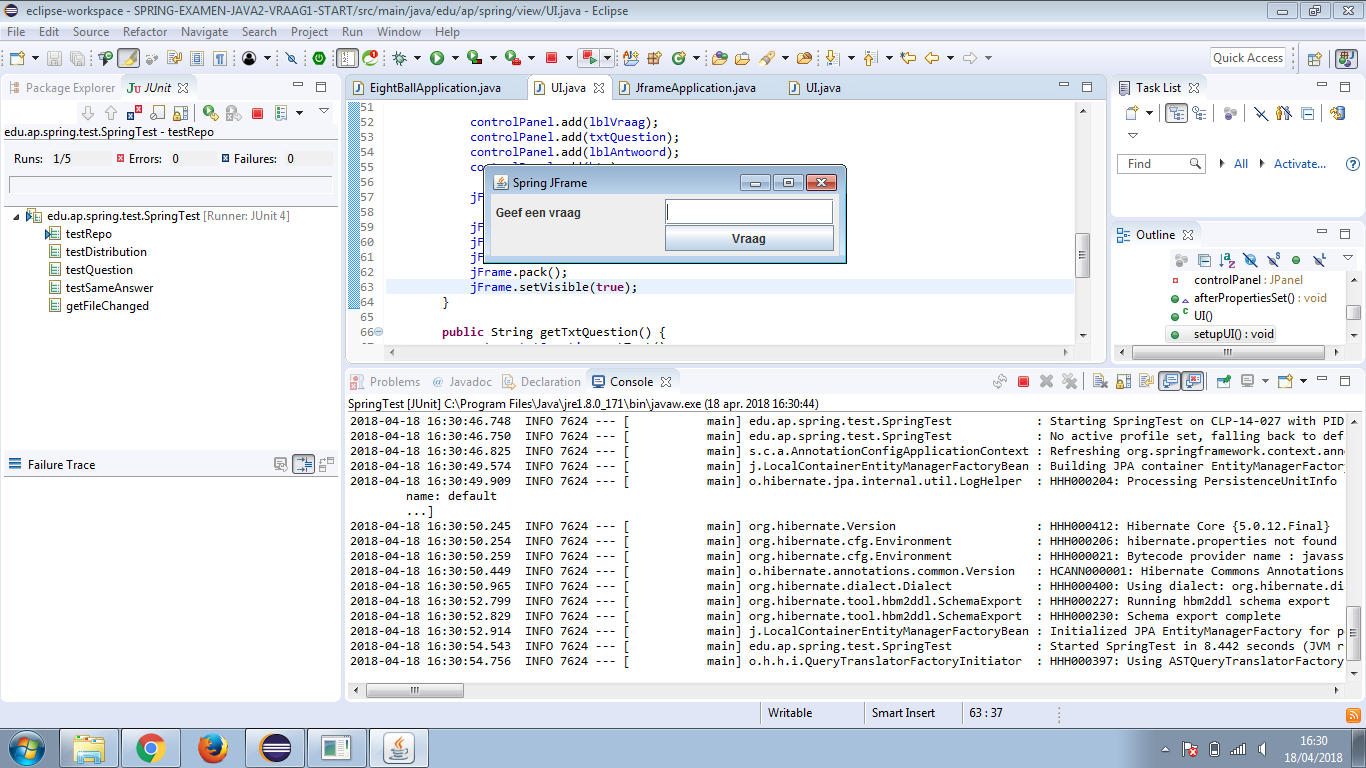 eclipse-workspace - SPRING-EXAMEN-JAVA2-VRAAG1-START/src/main/java/edu/ap/spring/view/UI.java - Eclipse
File Edit Source Refactor Navigate Search Project Run Window Help
Quick Access
Package Explorer JUnit
edu.ap.spring.test.SpringTest - testRepo
Runs: 1/5 Errors: 0 Failures: 0
edu.ap.spring.test.SpringTest [Runner: JUnit 4]
testRepo
testDistribution
testQuestion
testSameAnswer
getFileChanged
Failure Trace
EightBallApplication.java UI.java JframeApplication.java UI.java
51
52 controlPanel.add(lblVraag);
53 controlPanel.add(txtQuestion);
54 controlPanel.add(lblAntwoord);
55
56
57
58
59
60
61
62 jFrame.pack();
63 jFrame.setVisible(true);
64 }
65
66 public String getTxtQuestion() {
Spring JFrame
Geef een vraag
Vraag
Task List
Find All Activate...
Outline
controlPanel : JPanel
afterPropertiesSet() : void
UI()
setupUI() : void
Problems @ Javadoc Declaration Console
SpringTest [JUnit] C:\Program Files\Java\jre1.8.0_171\bin\javaw.exe (18 apr. 2018 16:30:44)
2018-04-18 16:30:46.748 INFO 7624 --- [ main] edu.ap.spring.test.SpringTest : Starting SpringTest on CLP-14-027 with PID
2018-04-18 16:30:46.750 INFO 7624 --- [ main] edu.ap.spring.test.SpringTest : No active profile set, falling back to def
2018-04-18 16:30:46.825 INFO 7624 --- [ main] s.c.a.AnnotationConfigApplicationContext : Refreshing org.springframework.context.ann
2018-04-18 16:30:49.574 INFO 7624 --- [ main] j.LocalContainerEntityManagerFactoryBean : Building JPA container EntityManagerFactory
2018-04-18 16:30:49.909 INFO 7624 --- [ main] o.hibernate.jpa.internal.util.LogHelper : HHH000204: Processing PersistenceUnitInfo
name: default
...]
2018-04-18 16:30:50.245 INFO 7624 --- [ main] org.hibernate.Version : HHH000412: Hibernate Core {5.0.12.Final}
2018-04-18 16:30:50.254 INFO 7624 --- [ main] org.hibernate.cfg.Environment : HHH000206: hibernate.properties not found
2018-04-18 16:30:50.259 INFO 7624 --- [ main] org.hibernate.cfg.Environment : HHH000021: Bytecode provider name : javass
2018-04-18 16:30:50.449 INFO 7624 --- [ main] o.hibernate.annotations.common.Version : HCANN000001: Hibernate Commons Annotations
2018-04-18 16:30:50.965 INFO 7624 --- [ main] org.hibernate.dialect.Dialect : HHH000400: Using dialect: org.hibernate.di
2018-04-18 16:30:52.799 INFO 7624 --- [ main] org.hibernate.tool.hbm2ddl.SchemaExport : HHH000227: Running hbm2ddl schema export
2018-04-18 16:30:52.829 INFO 7624 --- [ main] org.hibernate.tool.hbm2ddl.SchemaExport : HHH000230: Schema export complete
2018-04-18 16:30:52.914 INFO 7624 --- [ main] j.LocalContainerEntityManagerFactoryBean : Initialized JPA EntityManagerFactory for p
2018-04-18 16:30:54.543 INFO 7624 --- [ main] edu.ap.spring.test.SpringTest : Started SpringTest in 8.442 seconds (JVM r
2018-04-18 16:30:54.756 INFO 7624 --- [ main] o.h.h.i.QueryTranslatorFactoryInitiator : HHH000397: Using ASTQueryTranslatorFactory
Writable Smart Insert 63 : 37
16:30
18/04/2018